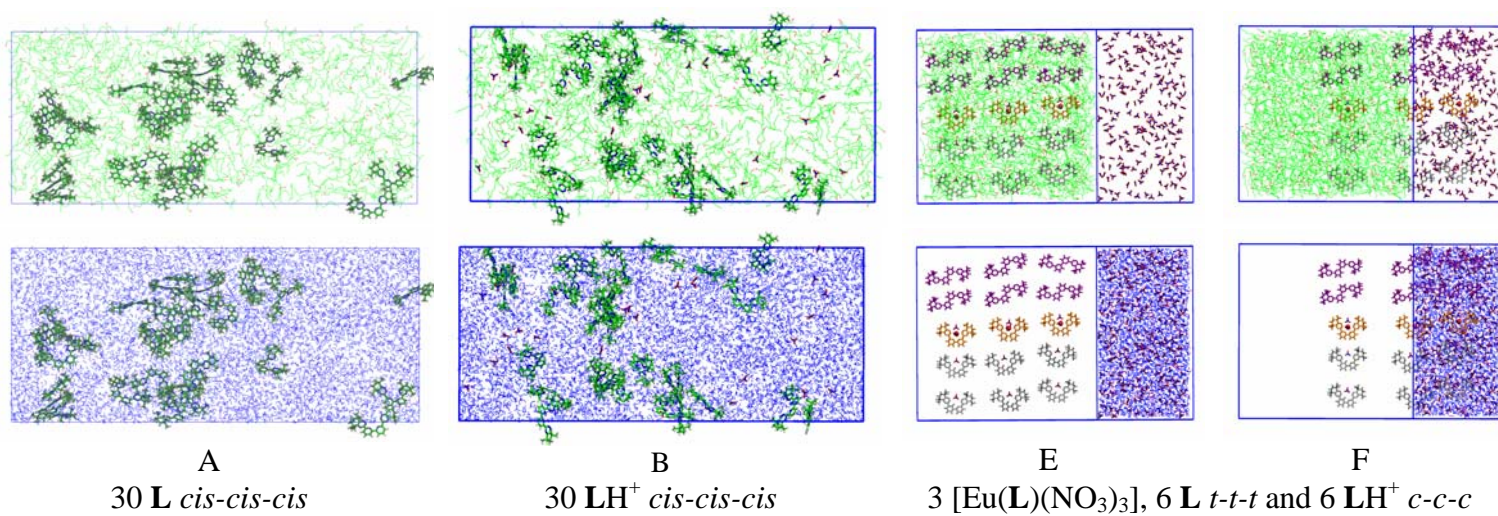 A
30 L cis-cis-cis
B
30 LH⁺ cis-cis-cis
E F
3 [Eu(L)(NO₃)₃], 6 L t-t-t and 6 LH⁺ c-c-c